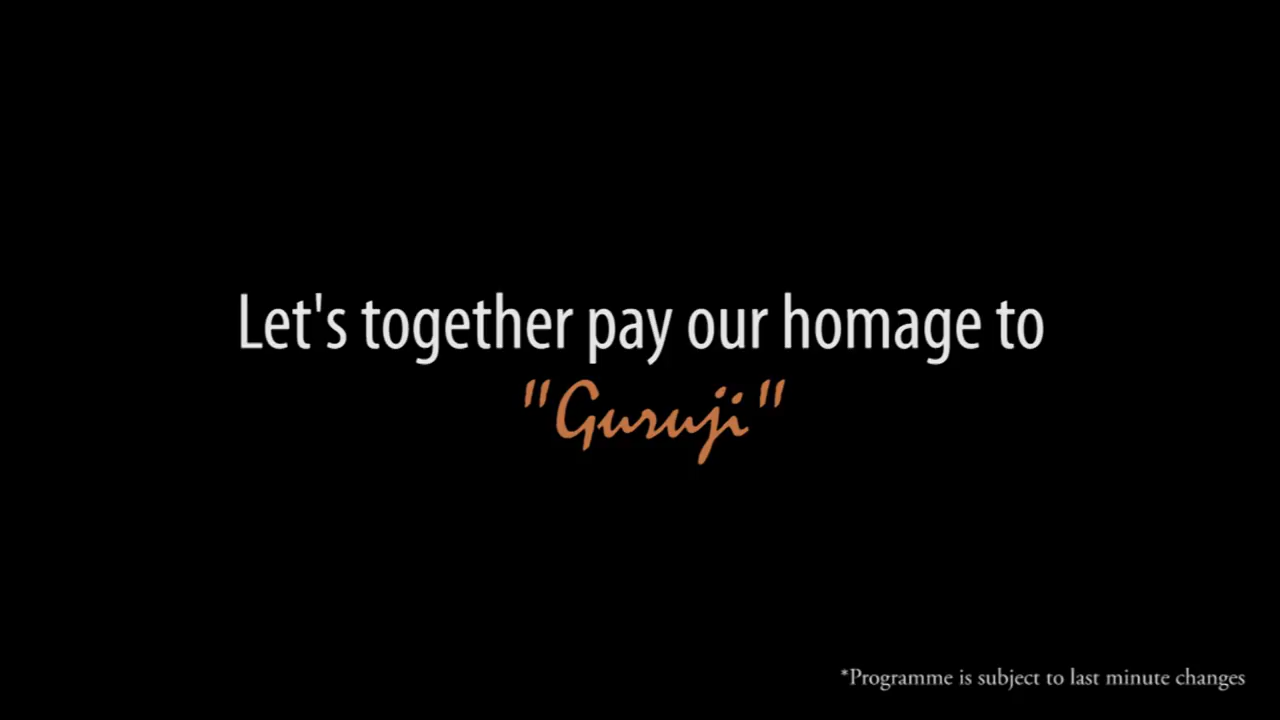 Let's together pay our homage to
"Guruji"
*Programme is subject to last minute changes